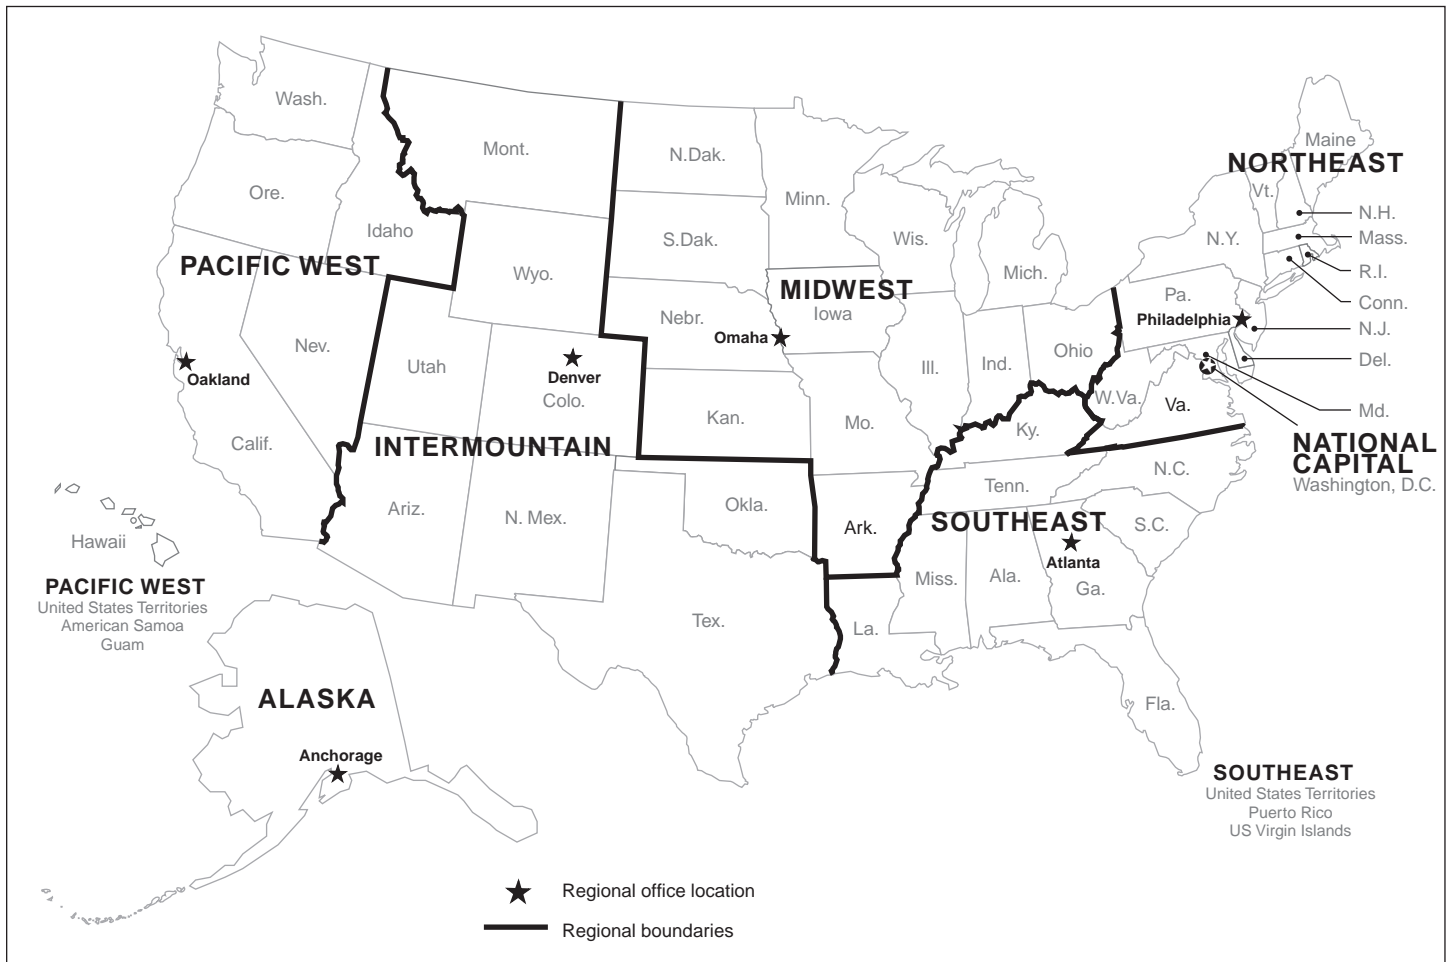 Wash.
Mont.
N.Dak.
Minn.
Maine
NORTHEAST
Vt.
N.H.
Mass.
R.I.
Conn.
N.J.
Del.
Md.
Ore.
Idaho
S.Dak.
Wis.
Mich.
N.Y.
PACIFIC WEST
Wyo.
MIDWEST
Iowa
Pa.
Philadelphia
Nebr.
Omaha
Nev.
Utah
Denver
Colo.
Oakland
Ill.
Ind.
Ohio
W.Va.
Va.
Calif.
INTERMOUNTAIN
Kan.
Mo.
Ky.
NATIONAL
CAPITAL
Washington, D.C.
Ariz.
N. Mex.
Okla.
Ark.
Tenn.
N.C.
SOUTHEAST
S.C.
Atlanta
Ga.
Miss.
Ala.
Tex.
La.
Fla.
Hawaii
PACIFIC WEST
United States Territories
American Samoa
Guam
ALASKA
Anchorage
SOUTHEAST
United States Territories
Puerto Rico
US Virgin Islands
Regional office location
Regional boundaries